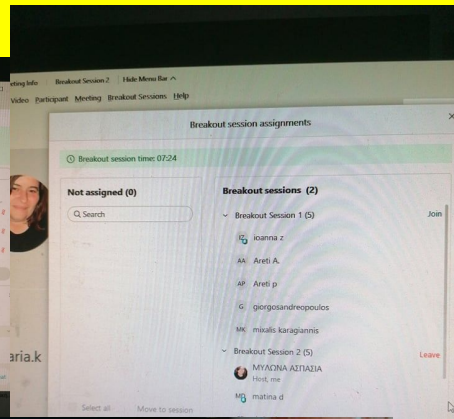 eting Info Breakout Session 2 Hide Menu Bar
Video Participant Meeting Breakout Sessions Help
Breakout session assignments
Breakout session time: 07:24
Not assigned (0)
Breakout sessions (2)
Search
Breakout Session 1 (5)
Join
IZ ioanna z
AA Areti A.
AP Areti p
G giorgosandreopoulos
MK mixalis karagiannis
aria.k
Breakout Session 2 (5)
Leave
ΜΥΛΩΝΑ ΑΣΠΑΣΙΑ
Host, me
matina d
Select all Move to session